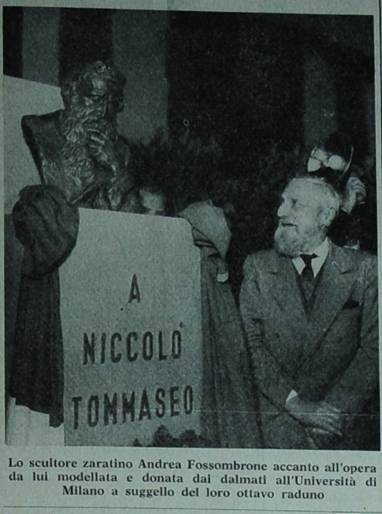 A
NICCOLÒ
TOMMASEO
Lo scultore zaratino Andrea Fossombrone accanto all'opera
da lui modellata e donata dai dalmati all'Università di
Milano a suggello del loro ottavo raduno